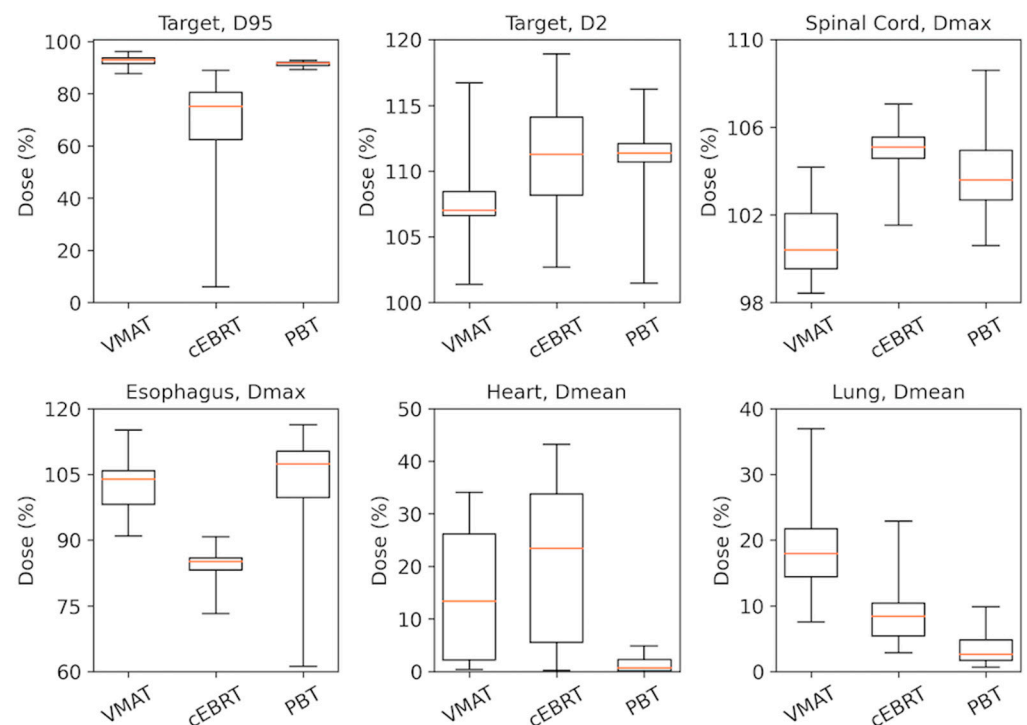 Target, D95
Target, D2
Spinal Cord, Dmax
Dose (%)
100
80
60
40
20
0
VMAT
cEBRT
PBT
Dose (%)
120
115
110
105
100
VMAT
cEBRT
PBT
Dose (%)
110
106
102
98
VMAT
cEBRT
PBT
Esophagus, Dmax
Heart, Dmean
Lung, Dmean
Dose (%)
120
105
90
75
60
VMAT
cEBRT
PBT
Dose (%)
50
40
30
20
10
0
VMAT
cEBRT
PBT
Dose (%)
40
30
20
10
0
VMAT
cEBRT
PBT